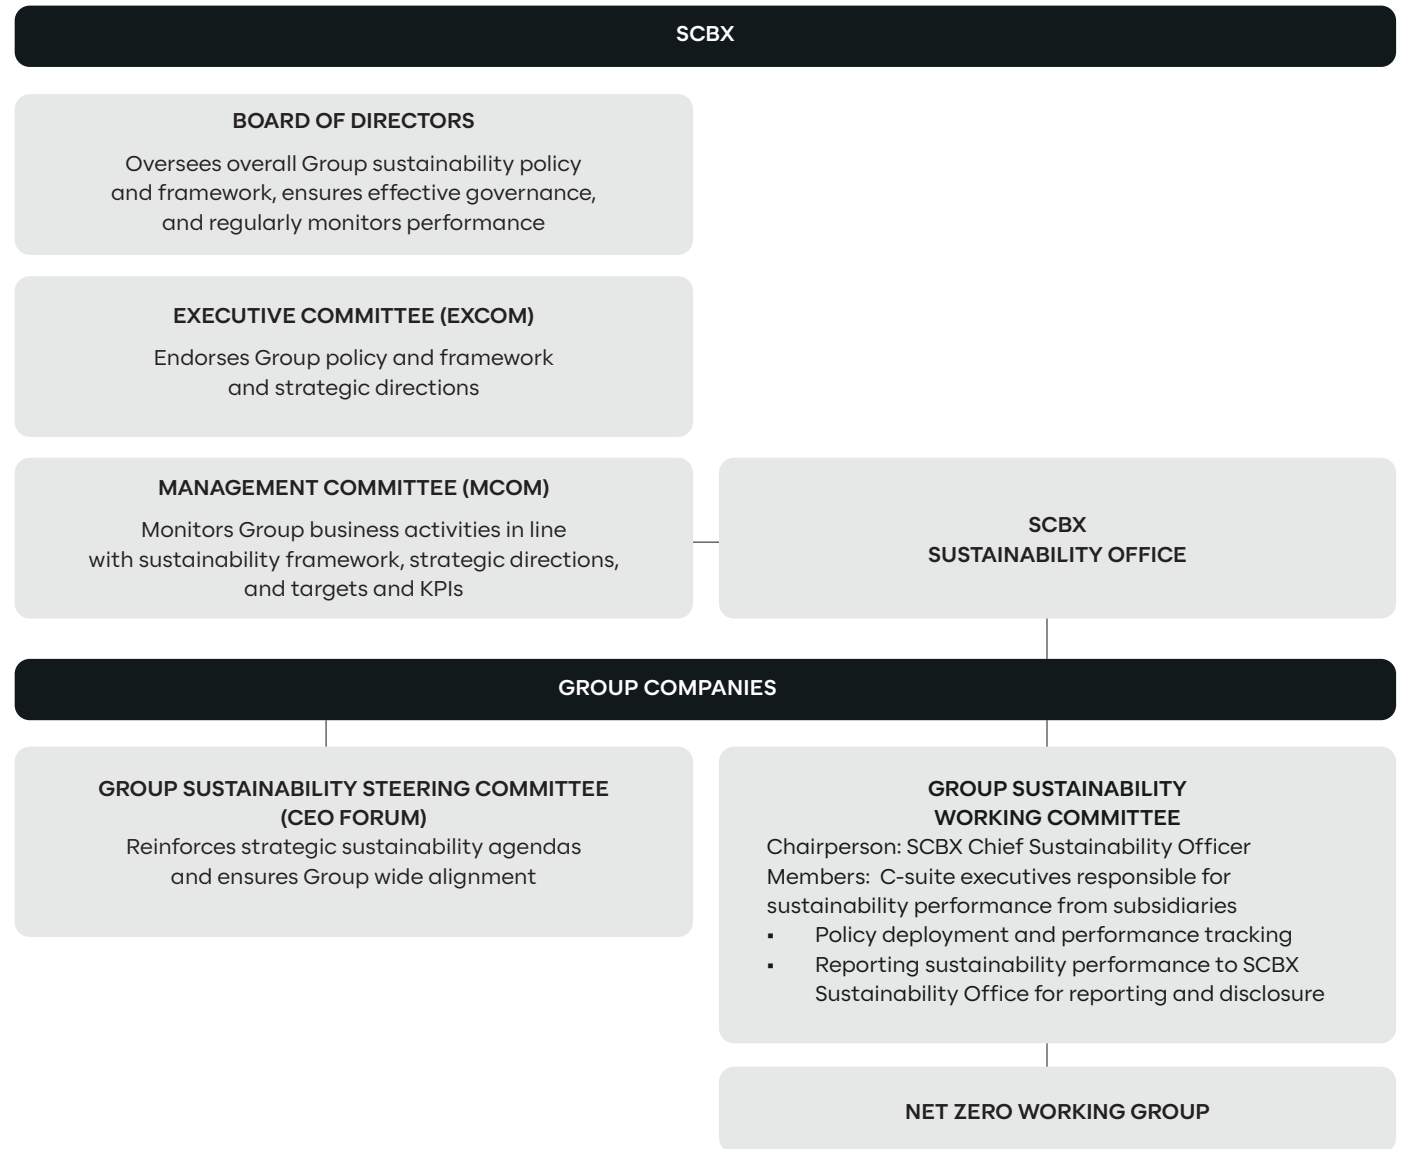 SCBX
BOARD OF DIRECTORS
Oversees overall Group sustainability policy
and framework, ensures effective governance,
and regularly monitors performance
EXECUTIVE COMMITTEE (EXCOM)
Endorses Group policy and framework
and strategic directions
MANAGEMENT COMMITTEE (MCOM)
Monitors Group business activities in line
with sustainability framework, strategic directions,
and targets and KPIs
SCBX
SUSTAINABILITY OFFICE
GROUP COMPANIES
GROUP SUSTAINABILITY STEERING COMMITTEE
(CEO FORUM)
Reinforces strategic sustainability agendas
and ensures Group wide alignment
GROUP SUSTAINABILITY
WORKING COMMITTEE
Chairperson: SCBX Chief Sustainability Officer
Members:  C-suite executives responsible for
sustainability performance from subsidiaries
▪ Policy deployment and performance tracking
▪ Reporting sustainability performance to SCBX
Sustainability Office for reporting and disclosure
NET ZERO WORKING GROUP